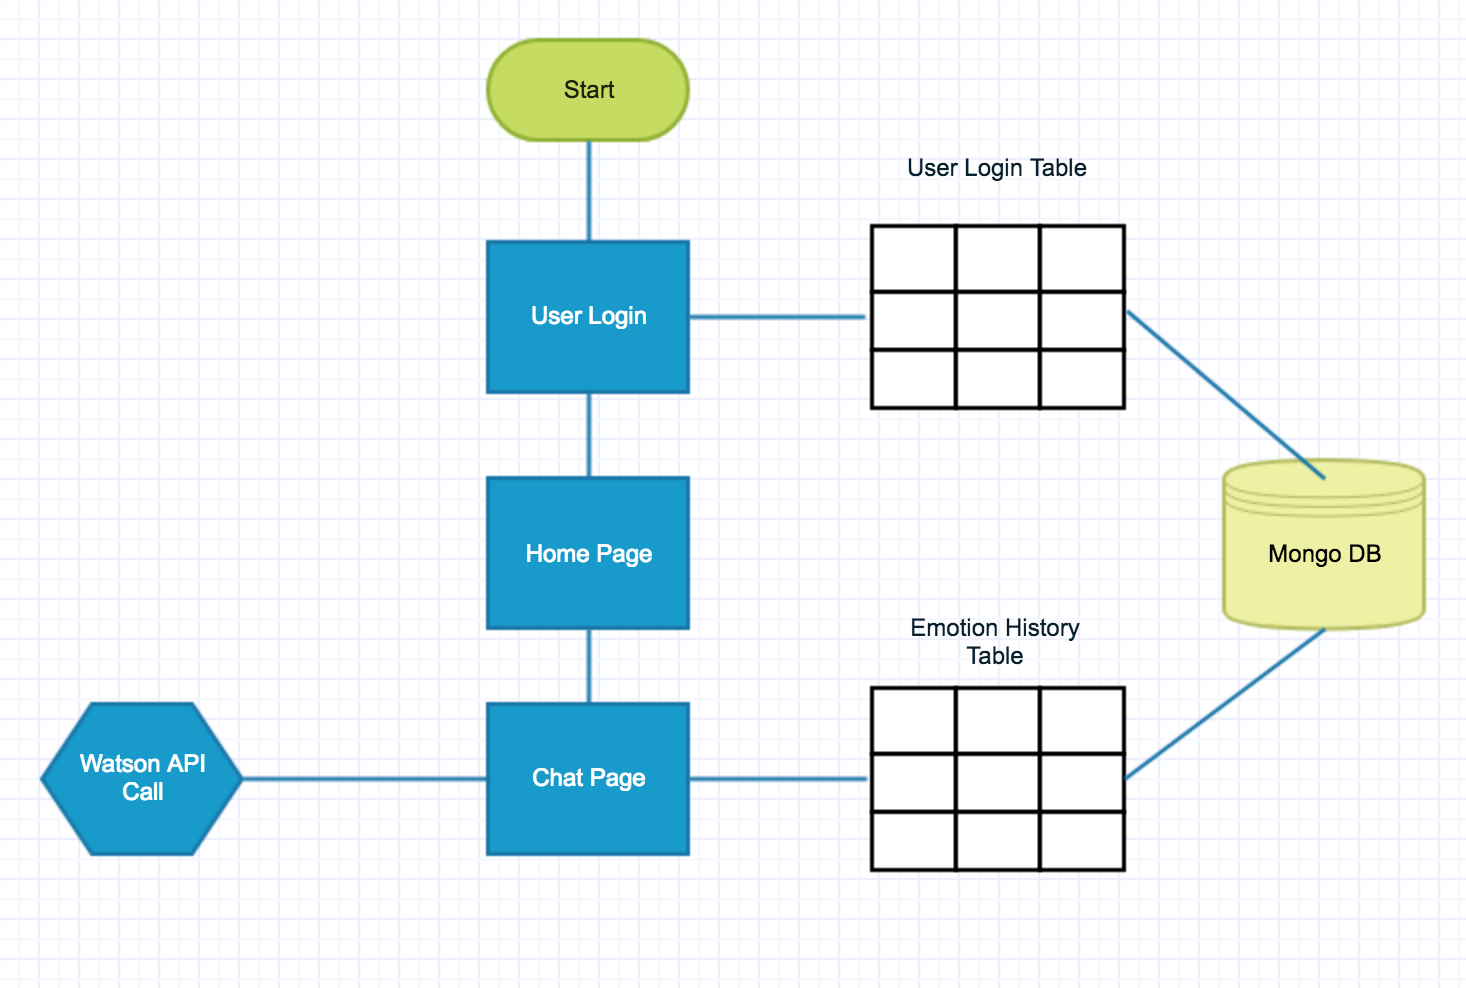 Start
User Login Table
User Login
Home Page
Mongo DB
Emotion History
Table
Watson API
Call
Chat Page